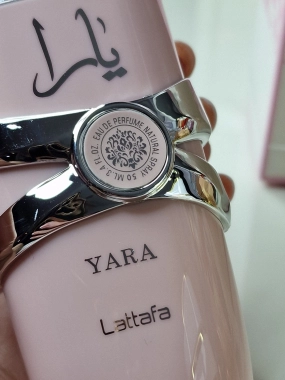 يارا
EAU DE PERFUME NATURAL SPRAY 50 ML 3.4 FL.OZ.
YARA
Lattafa